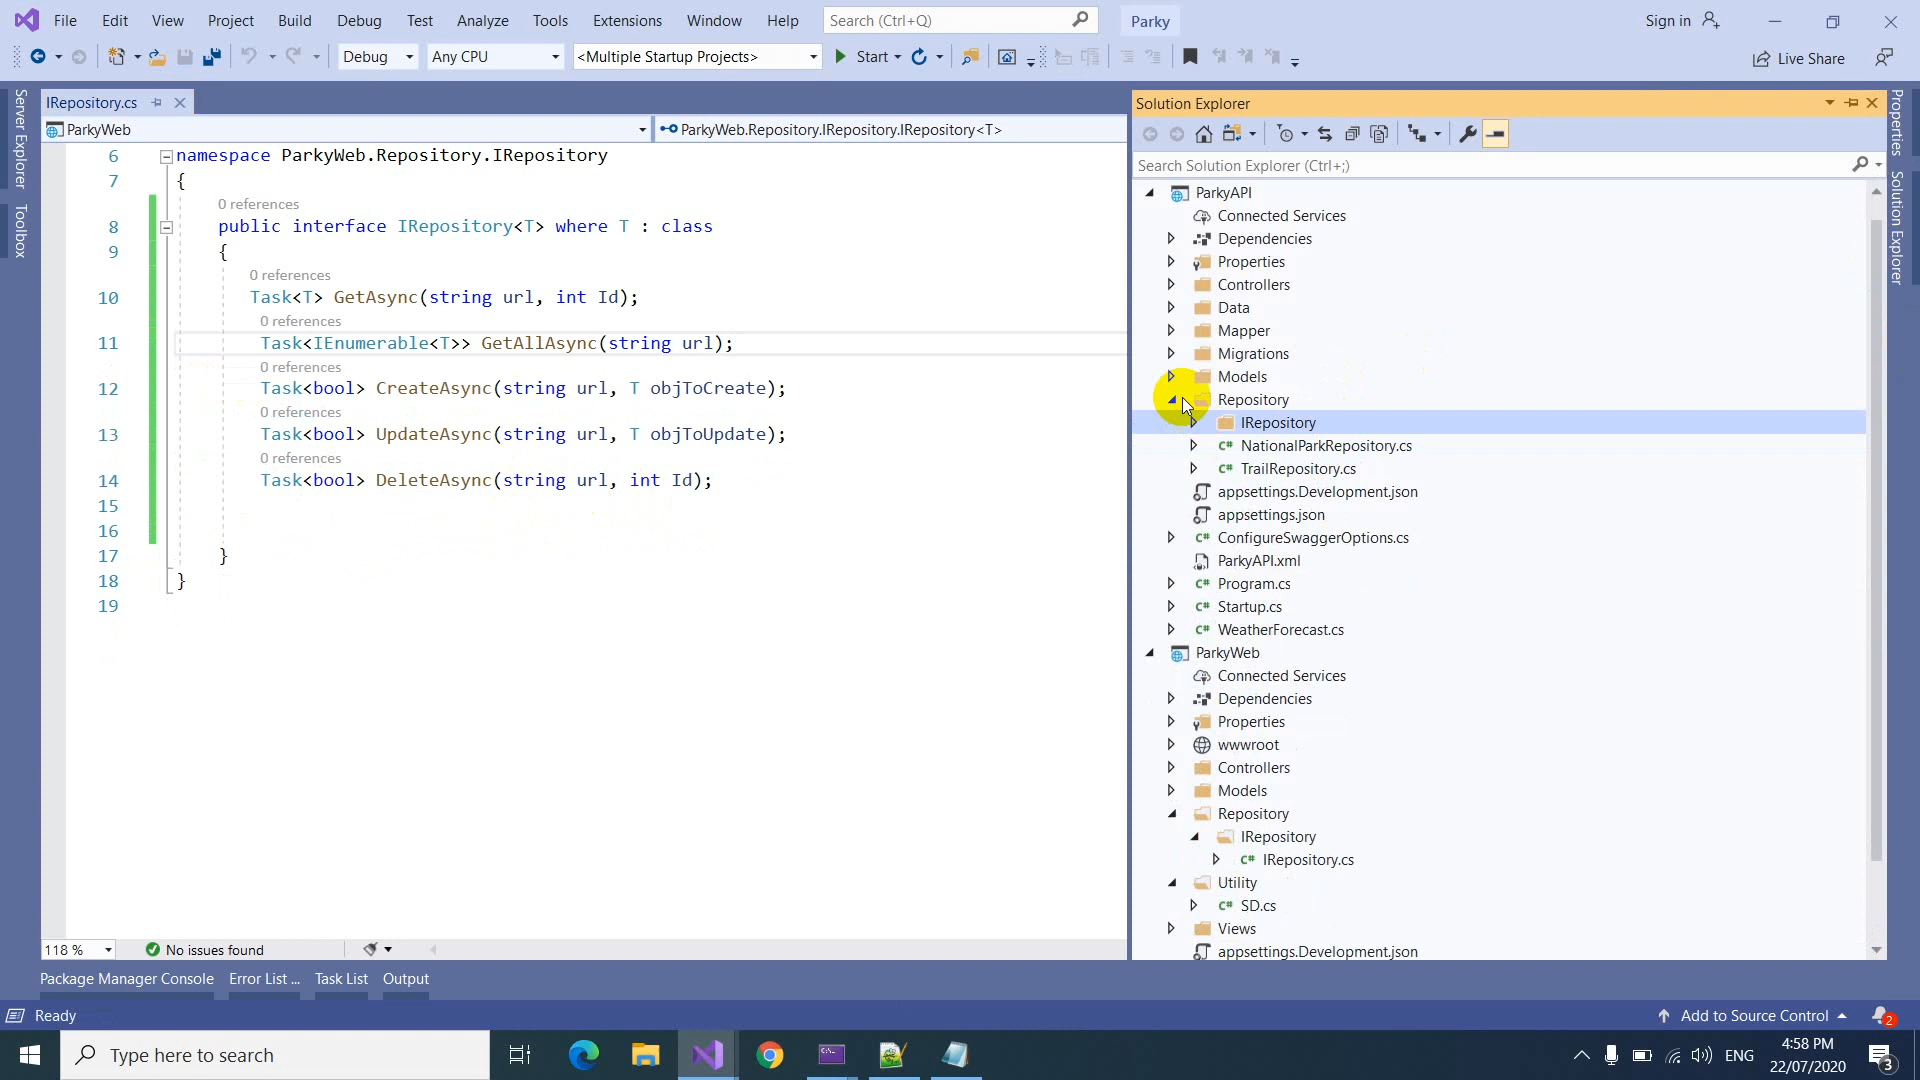 File Edit View Project Build Debug Test Analyze Tools Extensions Window Help Search (Ctrl+Q) Parky Sign in
Debug Any CPU <Multiple Startup Projects> Start Live Share
Server Explorer
Toolbox
IRepository.cs
ParkyWeb ParkyWeb.Repository.IRepository.IRepository<T>
6 namespace ParkyWeb.Repository.IRepository
7 {
0 references
8 public interface IRepository<T> where T : class
9 {
0 references
10 Task<T> GetAsync(string url, int Id);
0 references
11 Task<IEnumerable<T>> GetAllAsync(string url);
0 references
12 Task<bool> CreateAsync(string url, T objToCreate);
0 references
13 Task<bool> UpdateAsync(string url, T objToUpdate);
0 references
14 Task<bool> DeleteAsync(string url, int Id);
15
16
17 }
18 }
19
118 % No issues found
Solution Explorer
Search Solution Explorer (Ctrl+;)
ParkyAPI
Connected Services
Dependencies
Properties
Controllers
Data
Mapper
Migrations
Models
Repository
IRepository
C# NationalParkRepository.cs
C# TrailRepository.cs
appsettings.Development.json
appsettings.json
C# ConfigureSwaggerOptions.cs
ParkyAPI.xml
C# Program.cs
C# Startup.cs
C# WeatherForecast.cs
ParkyWeb
Connected Services
Dependencies
Properties
wwwroot
Controllers
Models
Repository
IRepository
C# IRepository.cs
Utility
C# SD.cs
Views
appsettings.Development.json
Properties
Solution Explorer
Package Manager Console Error List ... Task List Output
Ready Add to Source Control 2
Type here to search ENG 4:58 PM
22/07/2020 3